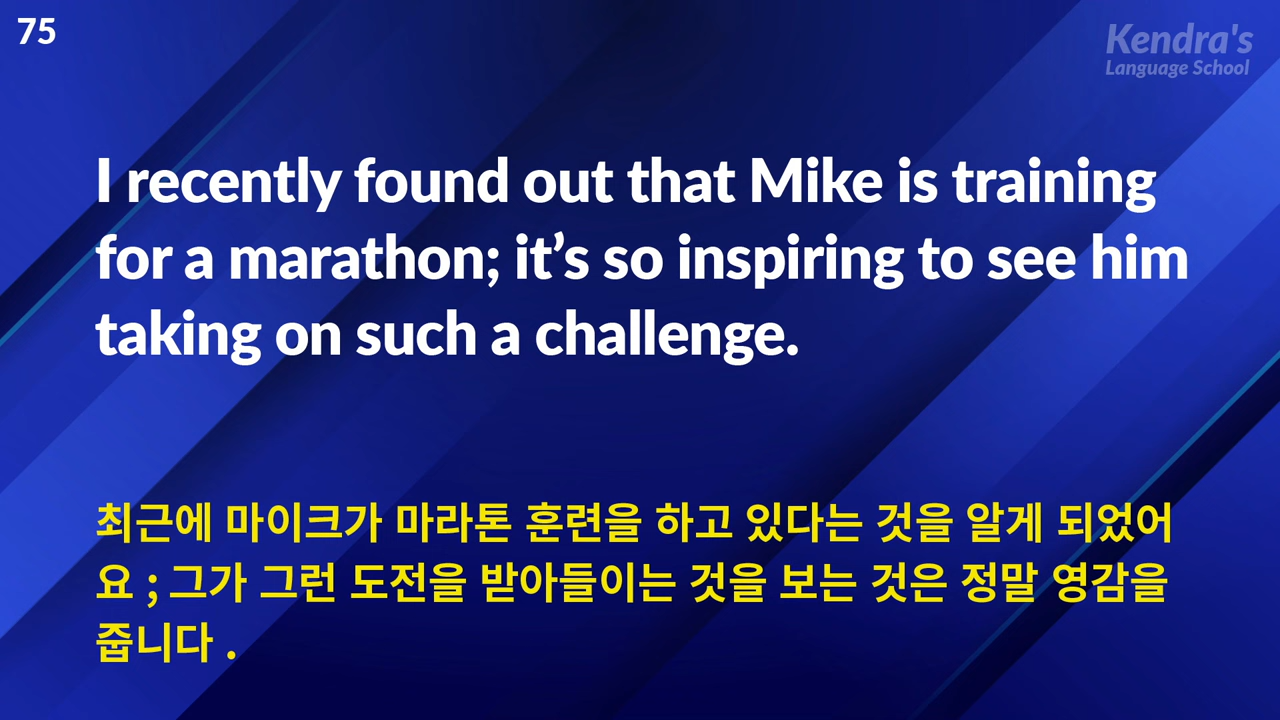 75
Kendra's
Language School
I recently found out that Mike is training
for a marathon; it’s so inspiring to see him
taking on such a challenge.
최근에 마이크가 마라톤 훈련을 하고 있다는 것을 알게 되었어
요 ; 그가 그런 도전을 받아들이는 것을 보는 것은 정말 영감을
줍니다 .